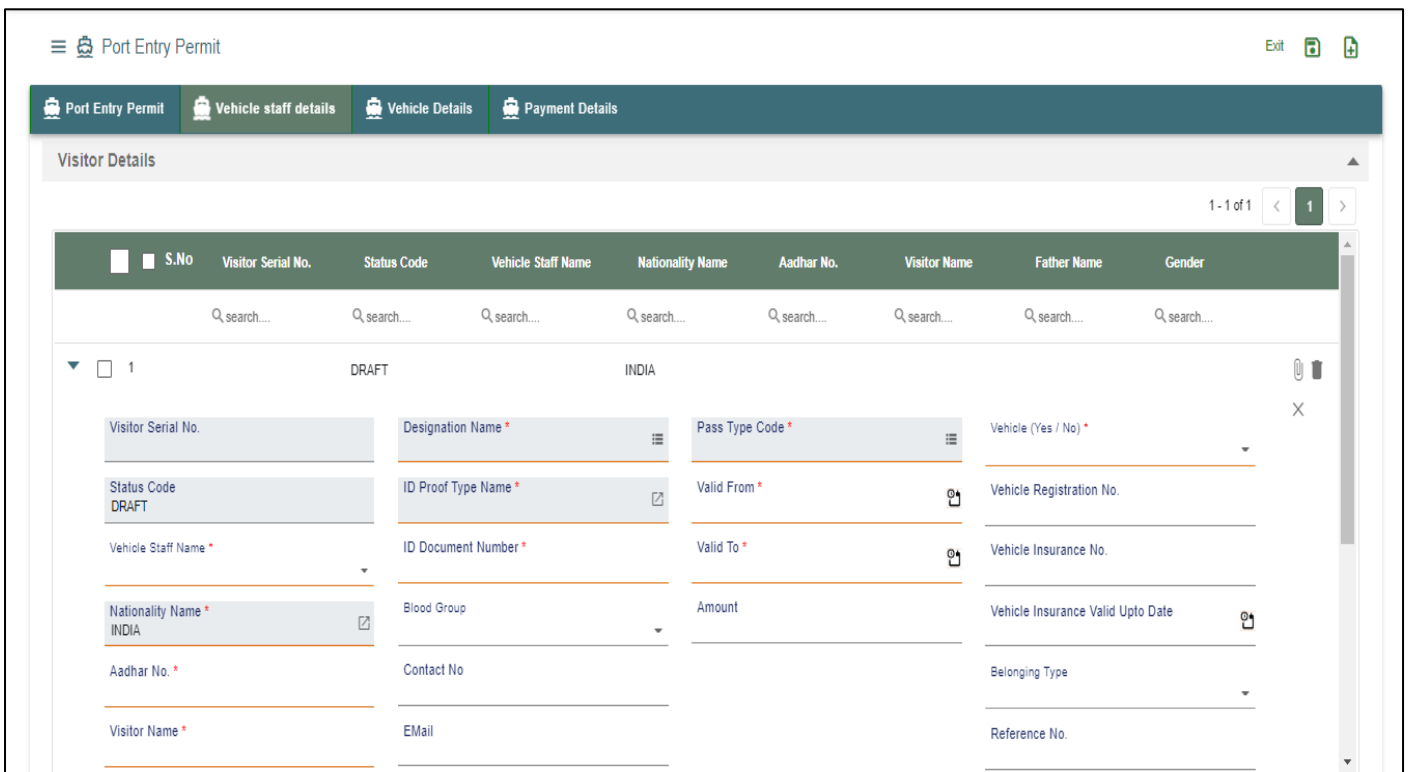 Port Entry Permit
Exit
Port Entry Permit Vehicle staff details Vehicle Details Payment Details
Visitor Details
1 - 1 of 1 < 1 >
S.No Visitor Serial No. Status Code Vehicle Staff Name Nationality Name Aadhar No. Visitor Name Father Name Gender
search.... search.... search.... search.... search.... search.... search.... search....
1 DRAFT INDIA
Visitor Serial No. Designation Name * Pass Type Code * Vehicle (Yes / No) *
Status Code ID Proof Type Name * Valid From * Vehicle Registration No.
DRAFT
Vehicle Staff Name * ID Document Number * Valid To * Vehicle Insurance No.
Nationality Name * Blood Group Amount Vehicle Insurance Valid Upto Date
INDIA
Aadhar No. * Contact No Belonging Type
Visitor Name * EMail Reference No.